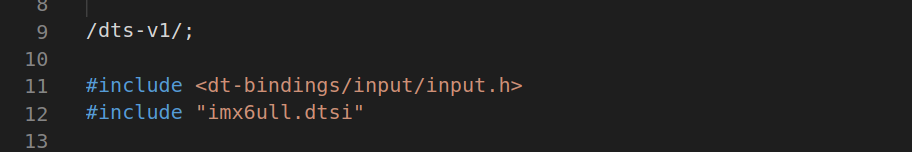 8
9 /dts-v1/;
10
11 #include <dt-bindings/input/input.h>
12 #include "imx6ull.dtsi"
13